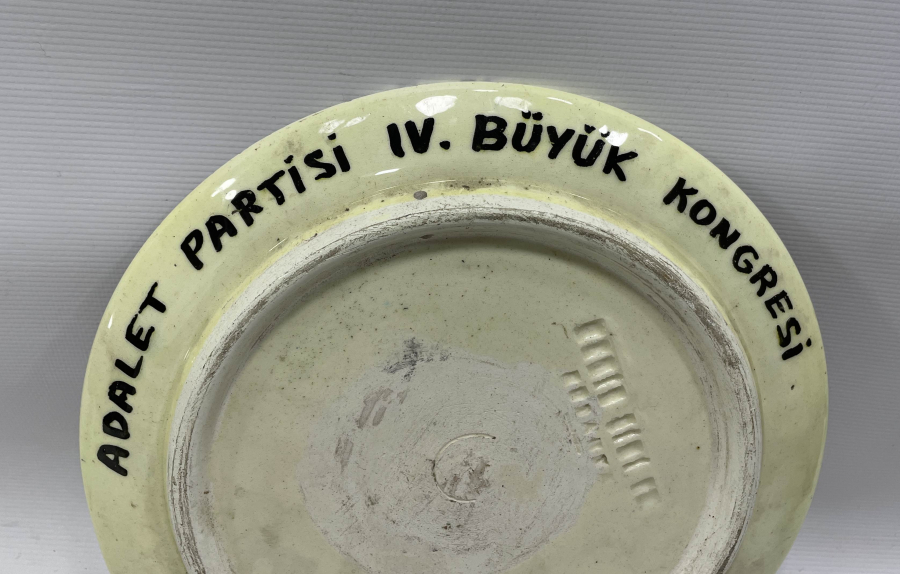 ADALET PARTİSİ IV. BÜYÜK KONGRESİ